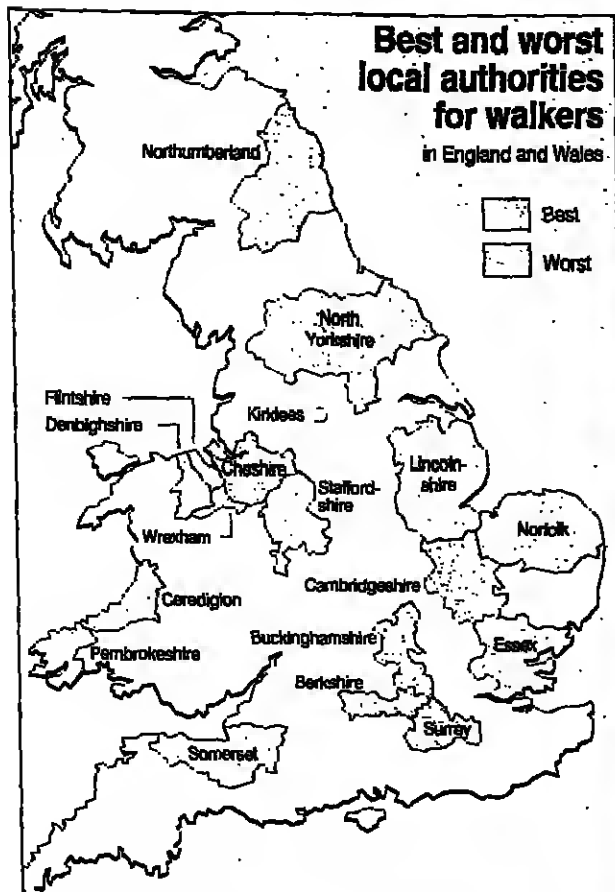 Best and worst
local authorities
for walkers
in England and Wales
Best
Worst
Northumberland
North
Yorkshire
Kirklees
Flintshire
Denbighshire
Cheshire
Stafford-
shire
Lincoln-
shire
Wrexham
Norfolk
Cambridgeshire
Ceredigion
Pembrokeshire
Buckinghamshire
Essex
Berkshire
Surrey
Somerset